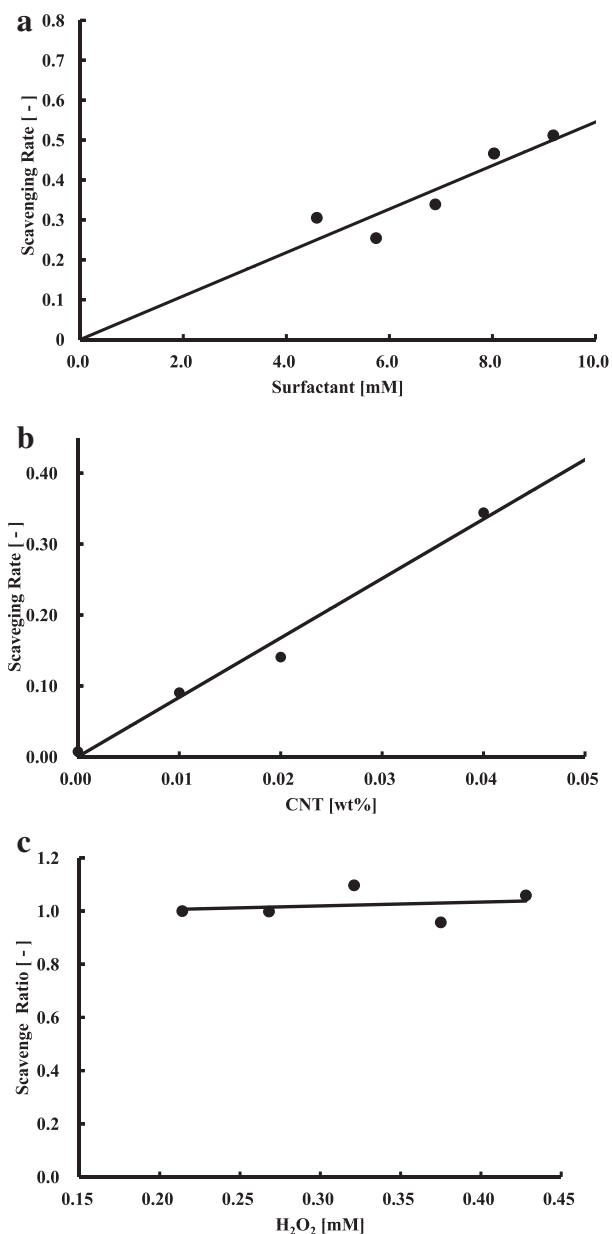 a
0.8
0.7
0.6
0.5
0.4
0.3
0.2
0.1
0
Scavenging Rate [ - ]
0.0 2.0 4.0 6.0 8.0 10.0
Surfactant [mM]
b
0.40
0.30
0.20
0.10
0.00
Scaveging Rate [ - ]
0.00 0.01 0.02 0.03 0.04 0.05
CNT [wt%]
c
1.2
1.0
0.8
0.6
0.4
0.2
0.0
Scavenge Ratio [ - ]
0.15 0.20 0.25 0.30 0.35 0.40 0.45
H₂O₂ [mM]